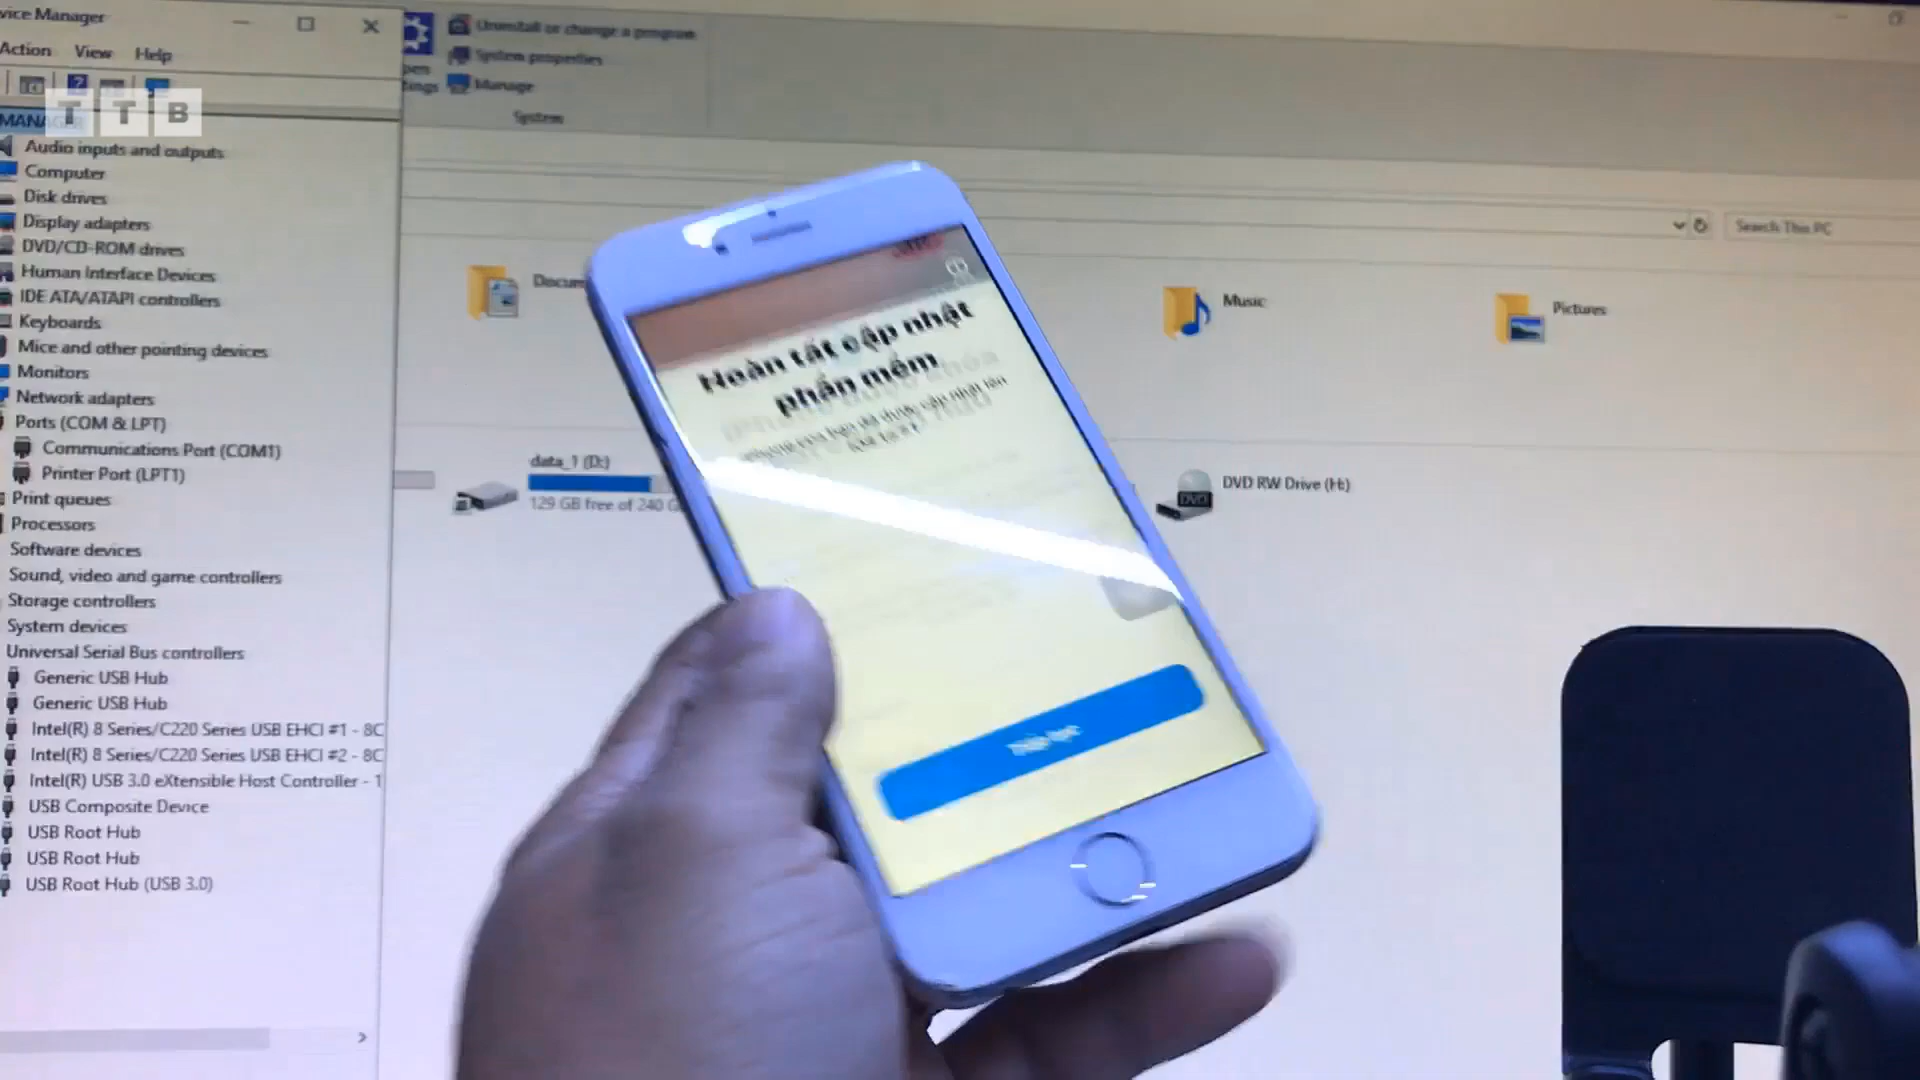 vice Manager
Action View Help
TTB
MANAGER
Audio inputs and outputs
Computer
Disk drives
Display adapters
DVD/CD-ROM drives
Human Interface Devices
IDE ATA/ATAPI controllers
Keyboards
Mice and other pointing devices
Monitors
Network adapters
Ports (COM & LPT)
Communications Port (COM1)
Printer Port (LPT1)
Print queues
Processors
Software devices
Sound, video and game controllers
Storage controllers
System devices
Universal Serial Bus controllers
Generic USB Hub
Generic USB Hub
Intel(R) 8 Series/C220 Series USB EHCI #1 - 8C
Intel(R) 8 Series/C220 Series USB EHCI #2 - 8C
Intel(R) USB 3.0 eXtensible Host Controller - 1
USB Composite Device
USB Root Hub
USB Root Hub
USB Root Hub (USB 3.0)
Uninstall or change a program
System properties
Manage
System
Search This PC
Docum
Music
Pictures
data_1 (D:)
129 GB free of 240 G
DVD RW Drive (H:)
DVD
Hoàn tất cập nhật
phần mềm